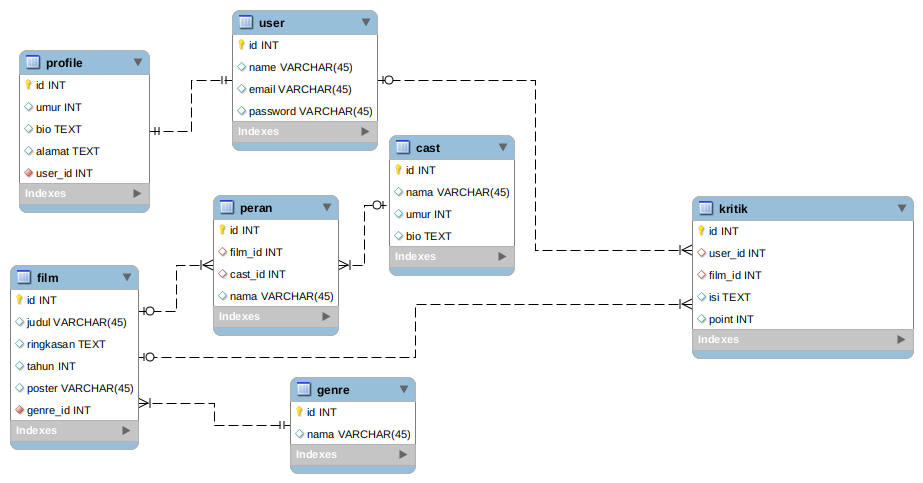 user
id INT
name VARCHAR(45)
email VARCHAR(45)
password VARCHAR(45)
Indexes
profile
id INT
umur INT
bio TEXT
alamat TEXT
user_id INT
Indexes
cast
id INT
nama VARCHAR(45)
umur INT
bio TEXT
Indexes
peran
id INT
film_id INT
cast_id INT
nama VARCHAR(45)
Indexes
kritik
id INT
user_id INT
film_id INT
isi TEXT
point INT
Indexes
film
id INT
judul VARCHAR(45)
ringkasan TEXT
tahun INT
poster VARCHAR(45)
genre_id INT
Indexes
genre
id INT
nama VARCHAR(45)
Indexes